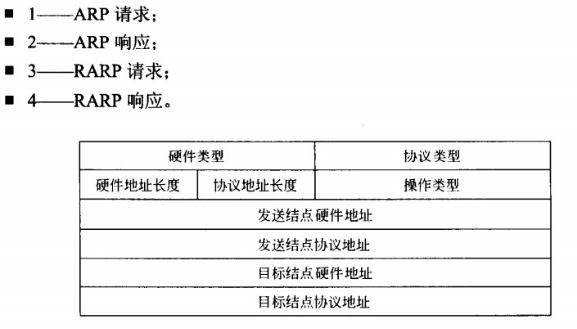 ■ 1——ARP 请求；
■ 2——ARP 响应；
■ 3——RARP 请求；
■ 4——RARP 响应。
硬件类型 协议类型
硬件地址长度 协议地址长度 操作类型
发送结点硬件地址
发送结点协议地址
目标结点硬件地址
目标结点协议地址